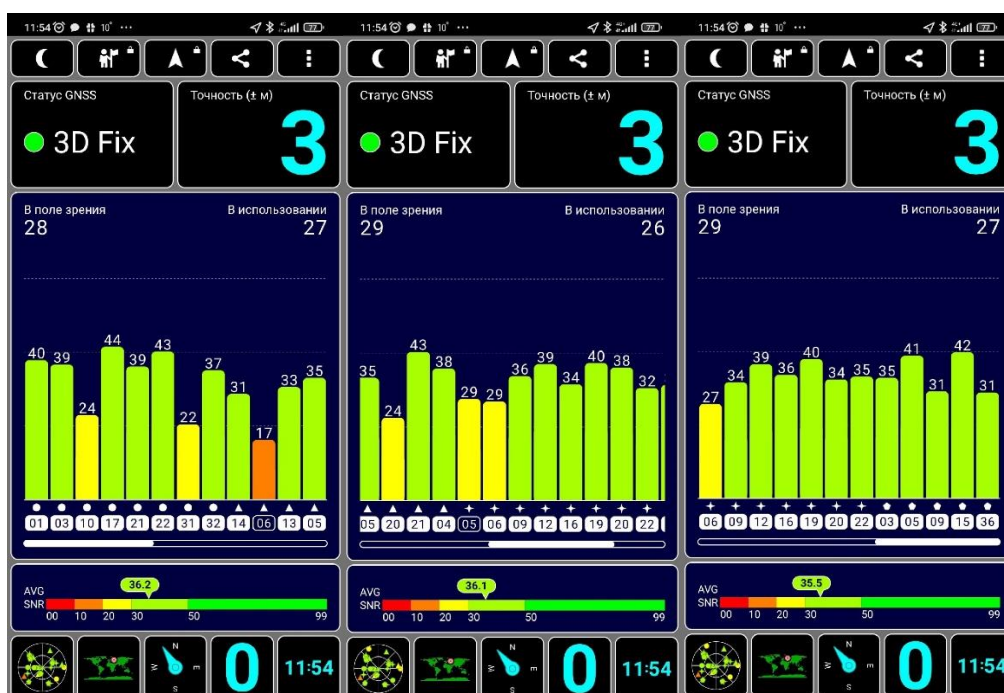 11:54 10° ... 77
Статус GNSS
Точность (± м)
3D Fix
3
В поле зрения
В использовании
28
27
40 39 24 44 39 43 22 37 31 17 33 35
01 03 10 17 21 22 31 32 14 06 13 05
36.2
AVG
SNR
00 10 20 30 50 99
N
W E
S
0
11:54
11:54 10° ... 77
Статус GNSS
Точность (± м)
3D Fix
3
В поле зрения
В использовании
29
26
35 24 43 38 29 29 36 39 34 40 38 32
05 20 21 04 05 06 09 12 16 19 20 22
36.1
AVG
SNR
00 10 20 30 50 99
N
W E
S
0
11:54
11:54 10° ... 77
Статус GNSS
Точность (± м)
3D Fix
3
В поле зрения
В использовании
29
27
27 34 39 36 40 34 35 35 41 31 42 31
06 09 12 16 19 20 22 03 05 09 15 36
35.5
AVG
SNR
00 10 20 30 50 99
N
W E
S
0
11:54